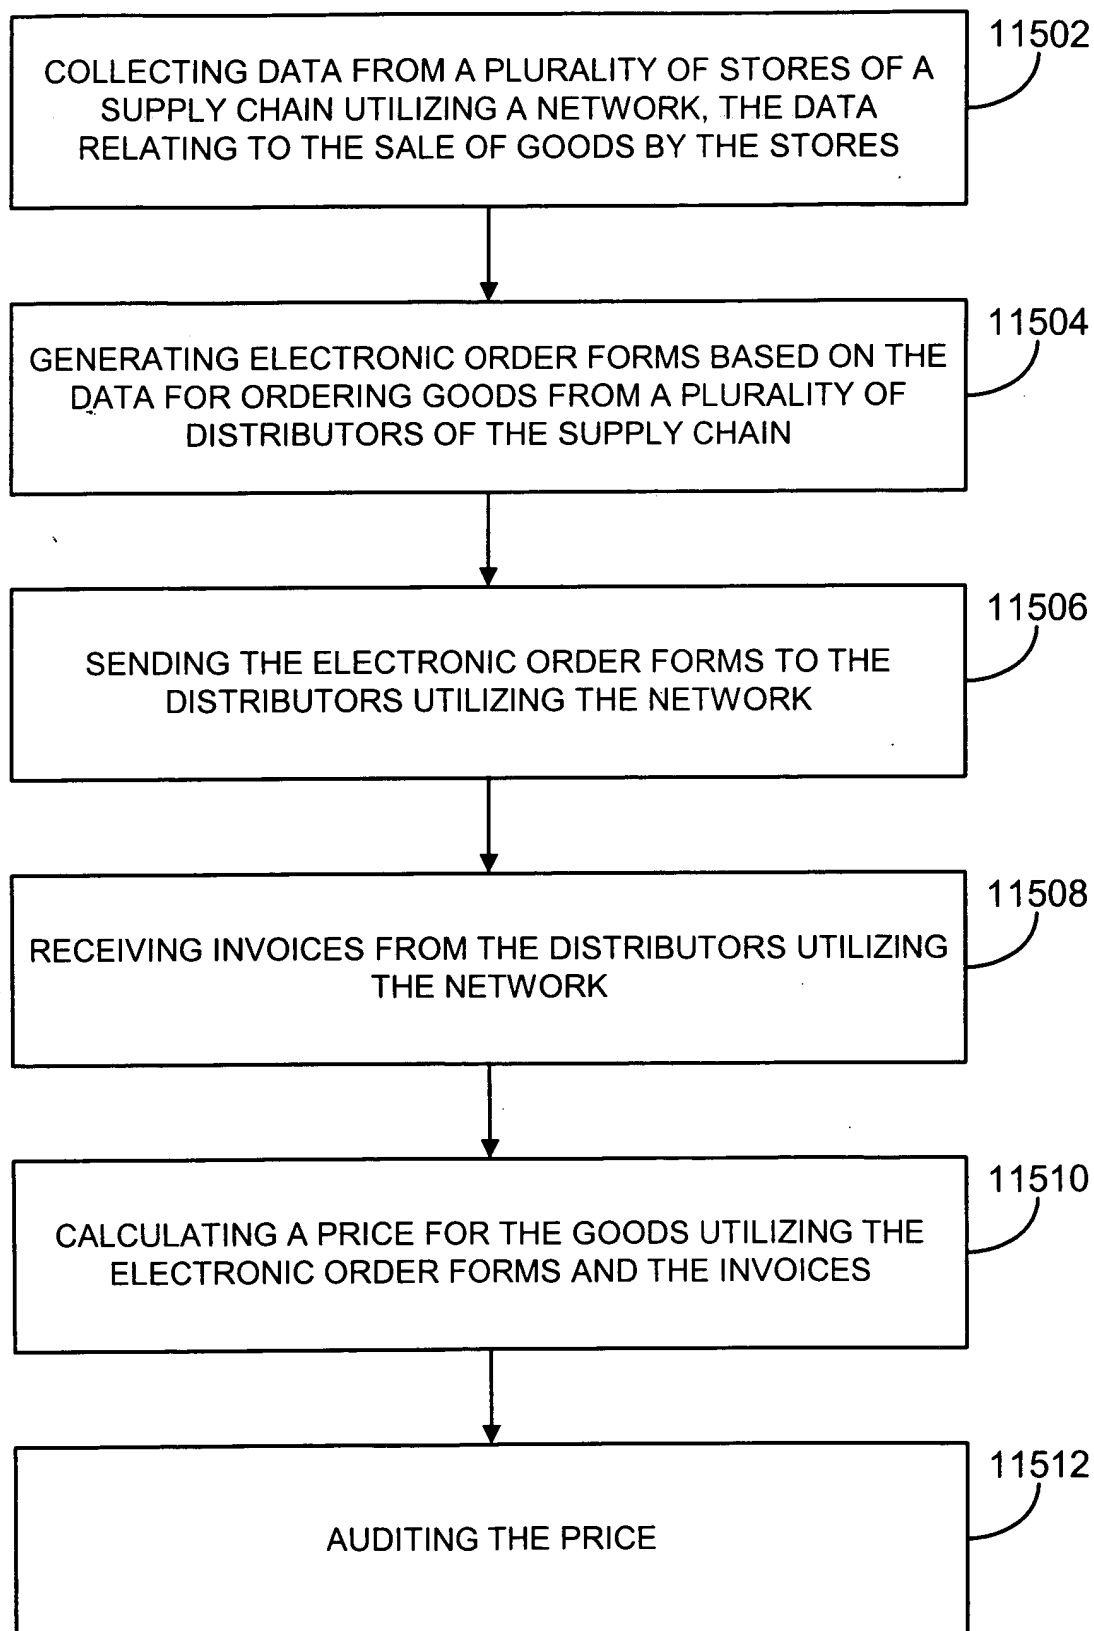 11502
COLLECTING DATA FROM A PLURALITY OF STORES OF A
SUPPLY CHAIN UTILIZING A NETWORK, THE DATA
RELATING TO THE SALE OF GOODS BY THE STORES
11504
GENERATING ELECTRONIC ORDER FORMS BASED ON THE
DATA FOR ORDERING GOODS FROM A PLURALITY OF
DISTRIBUTORS OF THE SUPPLY CHAIN
11506
SENDING THE ELECTRONIC ORDER FORMS TO THE
DISTRIBUTORS UTILIZING THE NETWORK
11508
RECEIVING INVOICES FROM THE DISTRIBUTORS UTILIZING
THE NETWORK
11510
CALCULATING A PRICE FOR THE GOODS UTILIZING THE
ELECTRONIC ORDER FORMS AND THE INVOICES
11512
AUDITING THE PRICE